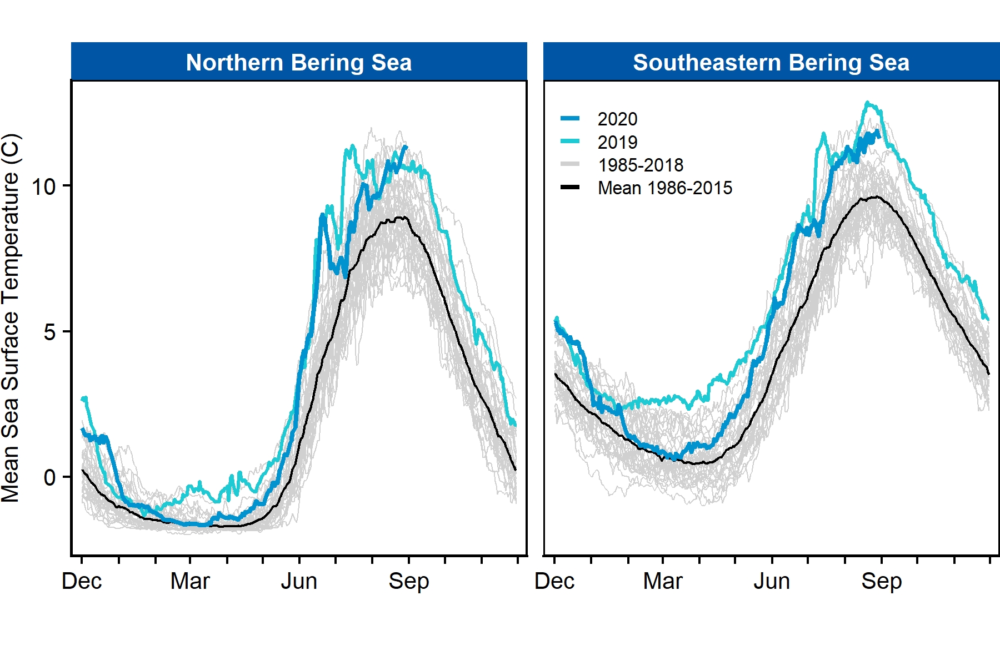 Northern Bering Sea
Southeastern Bering Sea
Mean Sea Surface Temperature (C)
10
5
0
2020
2019
1985-2018
Mean 1986-2015
Dec Mar Jun Sep
Dec Mar Jun Sep